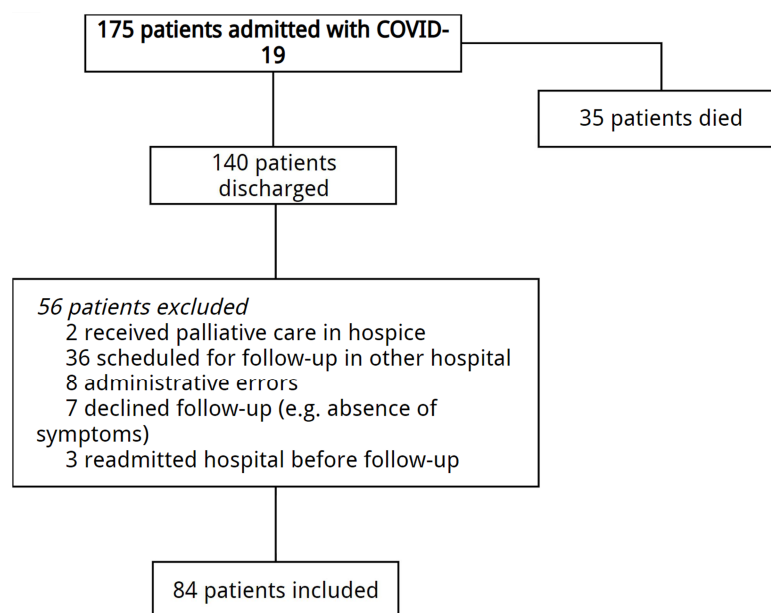 175 patients admitted with COVID-
19
35 patients died
140 patients
discharged
56 patients excluded
2 received palliative care in hospice
36 scheduled for follow-up in other hospital
8 administrative errors
7 declined follow-up (e.g. absence of
symptoms)
3 readmitted hospital before follow-up
84 patients included